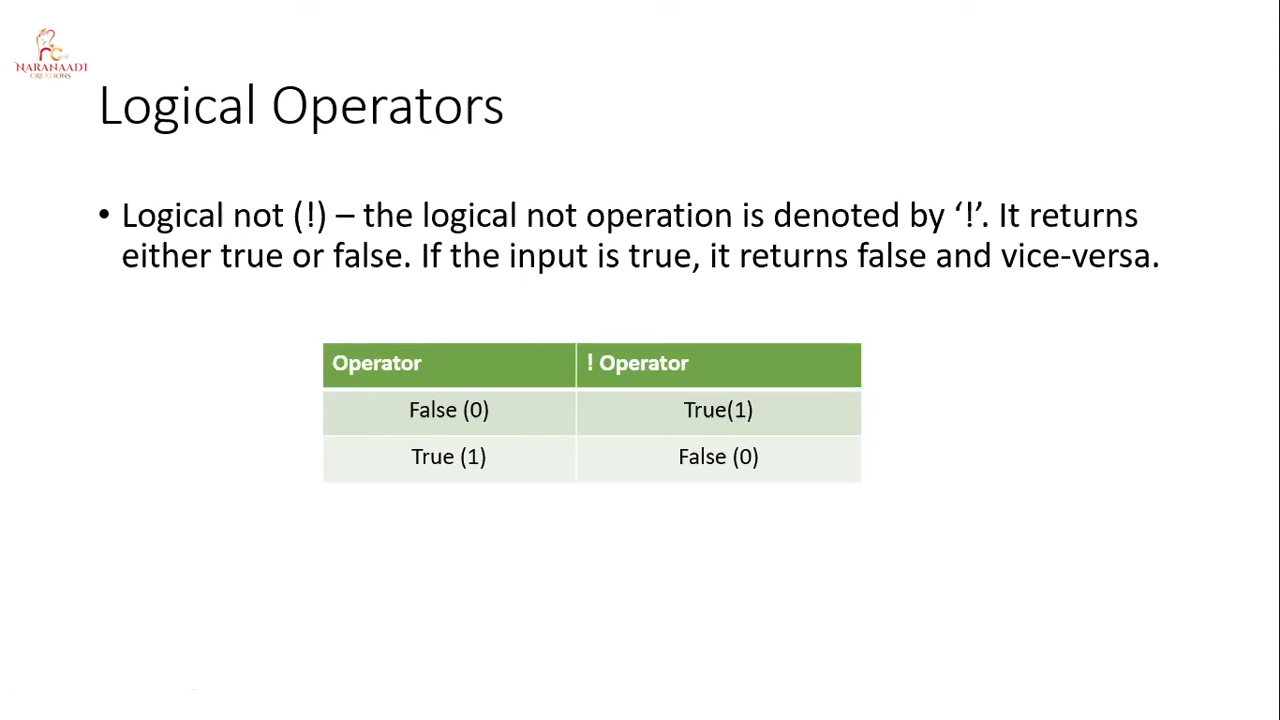 NARANAADI
CREATIONS
Logical Operators
• Logical not (!) – the logical not operation is denoted by ‘!’. It returns
either true or false. If the input is true, it returns false and vice-versa.
Operator ! Operator
False (0) True(1)
True (1) False (0)